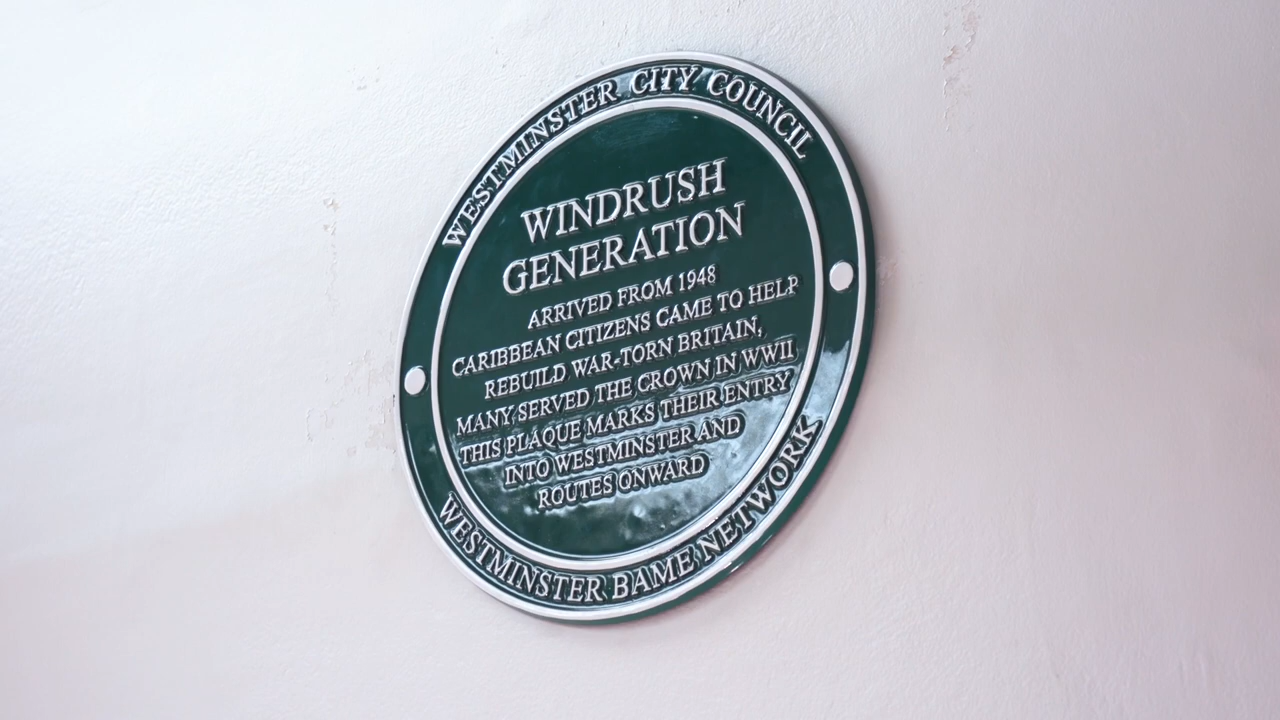 WESTMINSTER CITY COUNCIL
WINDRUSH
GENERATION
ARRIVED FROM 1948
CARIBBEAN CITIZENS CAME TO HELP
REBUILD WAR-TORN BRITAIN,
MANY SERVED THE CROWN IN WWII
THIS PLAQUE MARKS THEIR ENTRY
INTO WESTMINSTER AND
ROUTES ONWARD
WESTMINSTER BAME NETWORK